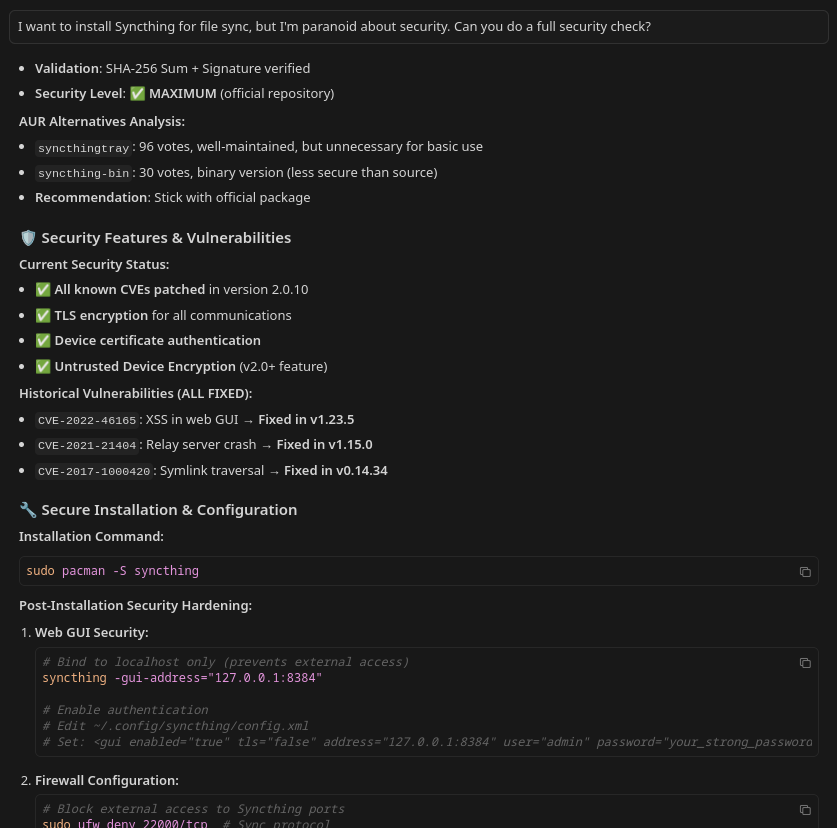 I want to install Syncthing for file sync, but I'm paranoid about security. Can you do a full security check?
• Validation: SHA-256 Sum + Signature verified
• Security Level: ✅ MAXIMUM (official repository)
AUR Alternatives Analysis:
• syncthingtray: 96 votes, well-maintained, but unnecessary for basic use
• syncthing-bin: 30 votes, binary version (less secure than source)
• Recommendation: Stick with official package
🛡️ Security Features & Vulnerabilities
Current Security Status:
• ✅ All known CVEs patched in version 2.0.10
• ✅ TLS encryption for all communications
• ✅ Device certificate authentication
• ✅ Untrusted Device Encryption (v2.0+ feature)
Historical Vulnerabilities (ALL FIXED):
• CVE-2022-46165: XSS in web GUI → Fixed in v1.23.5
• CVE-2021-21404: Relay server crash → Fixed in v1.15.0
• CVE-2017-1000420: Symlink traversal → Fixed in v0.14.34
🔧 Secure Installation & Configuration
Installation Command:
sudo pacman -S syncthing
Post-Installation Security Hardening:
1. Web GUI Security:
# Bind to localhost only (prevents external access)
syncthing -gui-address="127.0.0.1:8384"
# Enable authentication
# Edit ~/.config/syncthing/config.xml
# Set: <gui enabled="true" tls="false" address="127.0.0.1:8384" user="admin" password="your_strong_password
2. Firewall Configuration:
# Block external access to Syncthing ports
sudo ufw deny 22000/tcp # Sync protocol